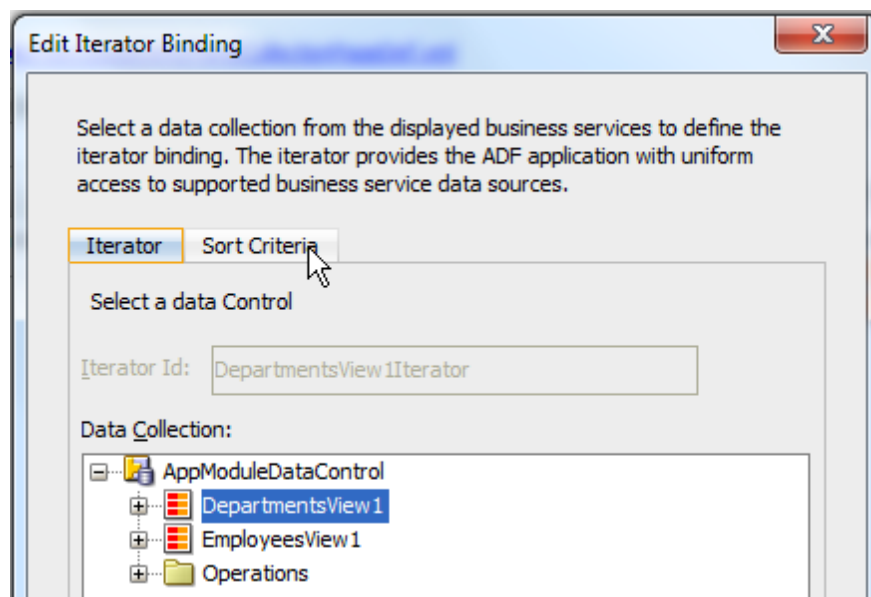 Edit Iterator Binding
Select a data collection from the displayed business services to define the
iterator binding. The iterator provides the ADF application with uniform
access to supported business service data sources.
Iterator Sort Criteria
Select a data Control
Iterator Id: DepartmentsView1Iterator
Data Collection:
AppModuleDataControl
DepartmentsView1
EmployeesView1
Operations